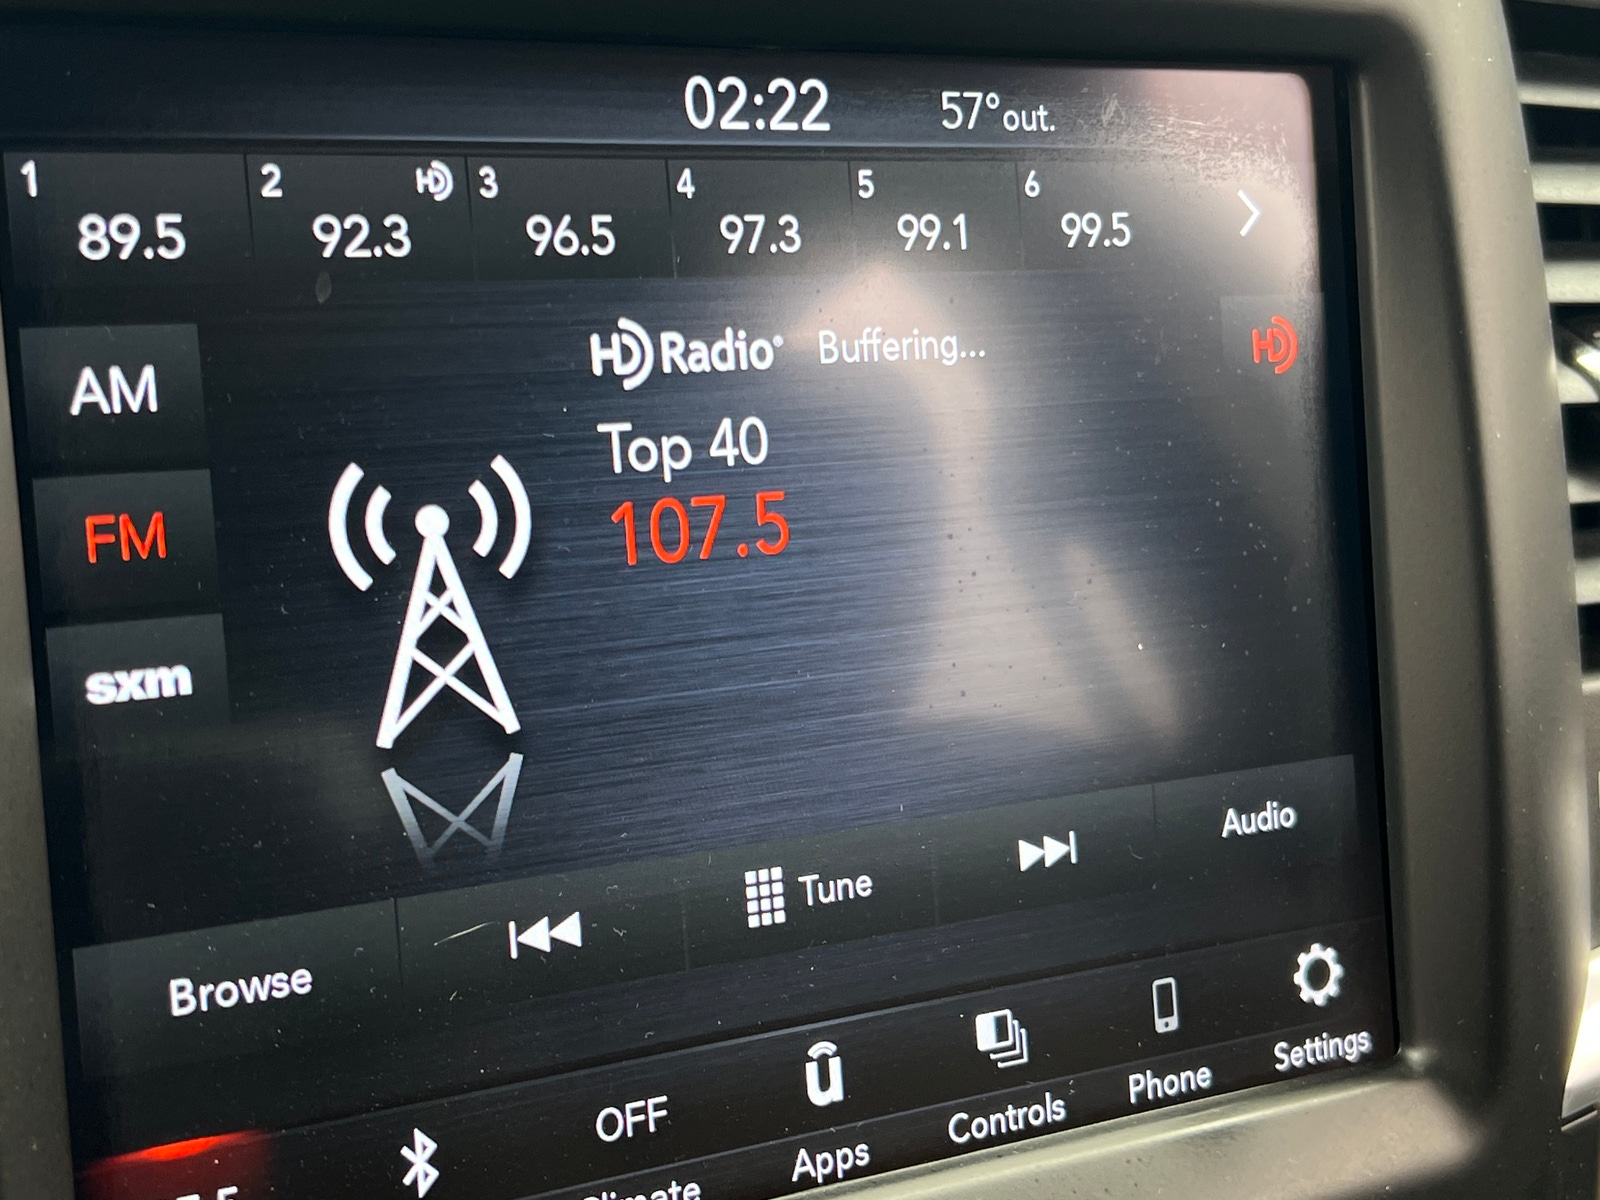 02:22 57° out.
1 2 HD 3 4 5 6
89.5 92.3 96.5 97.3 99.1 99.5
HD Radio® Buffering... HD
AM
Top 40
107.5
FM
sxm
Audio
Tune
Browse
Settings
Phone
Controls
OFF
Apps